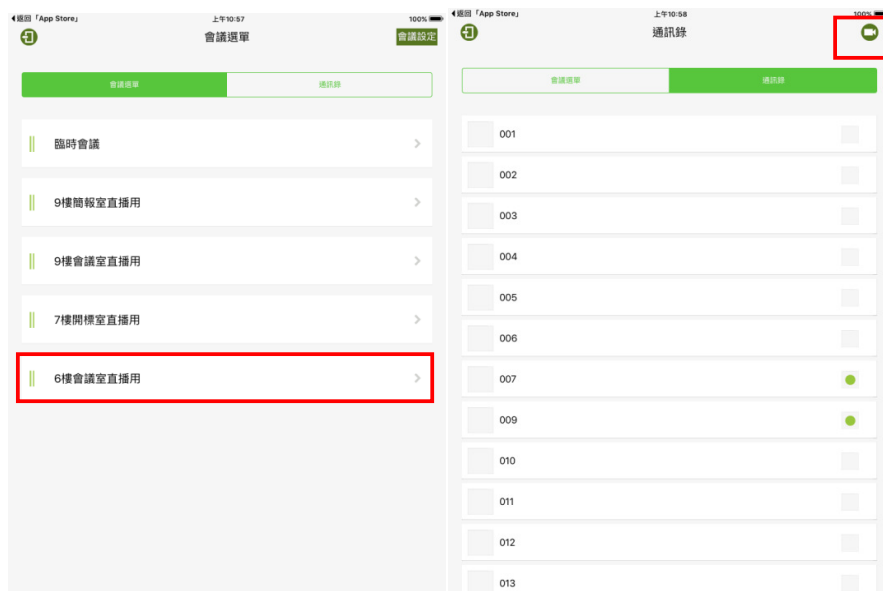 ◀返回「App Store」 上午10:57 100%
會議選單 會議設定
會議選單 通訊錄
臨時會議
9樓簡報室直播用
9樓會議室直播用
7樓開標室直播用
6樓會議室直播用
◀返回「App Store」 上午10:58 100%
通訊錄
會議選單 通訊錄
001
002
003
004
005
006
007
009
010
011
012
013